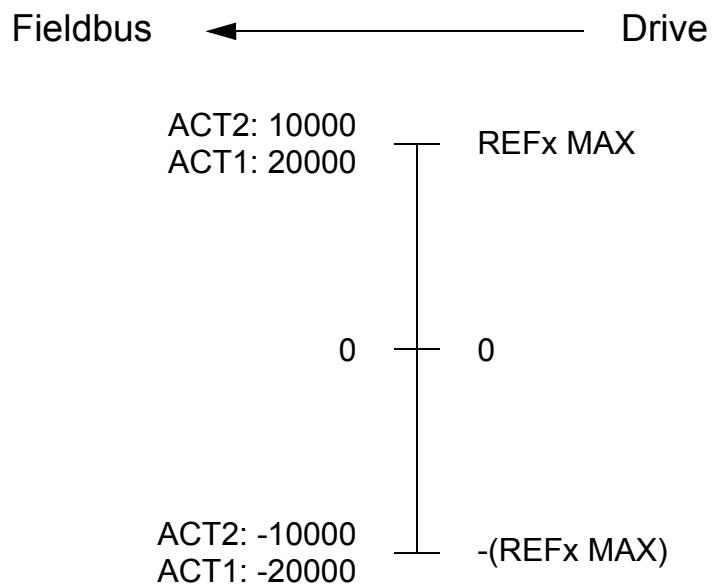 Fieldbus Drive
ACT2: 10000
ACT1: 20000
REFx MAX
0 0
ACT2: -10000
ACT1: -20000
-(REFx MAX)